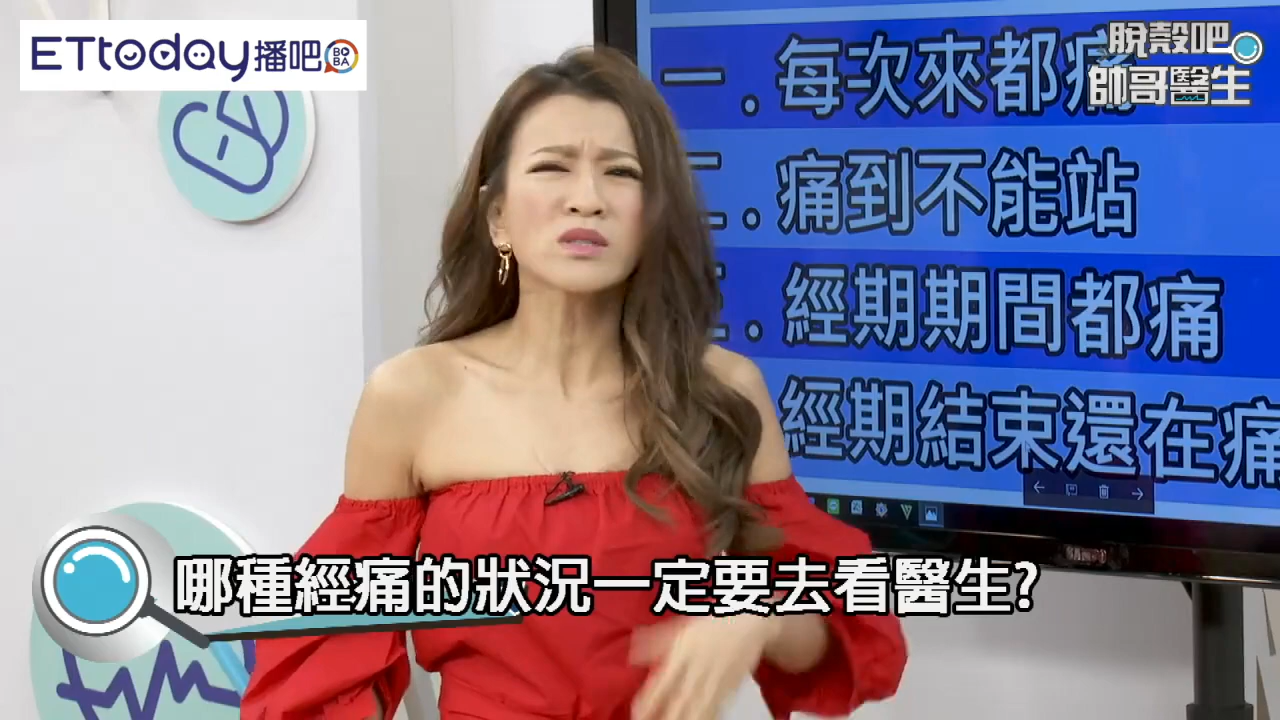 ETtoday播吧 BOBA
脫殼吧
帥哥醫生
一.每次來都痛
.痛到不能站
.經期期間都痛
經期結束還在痛
哪種經痛的狀況一定要去看醫生?